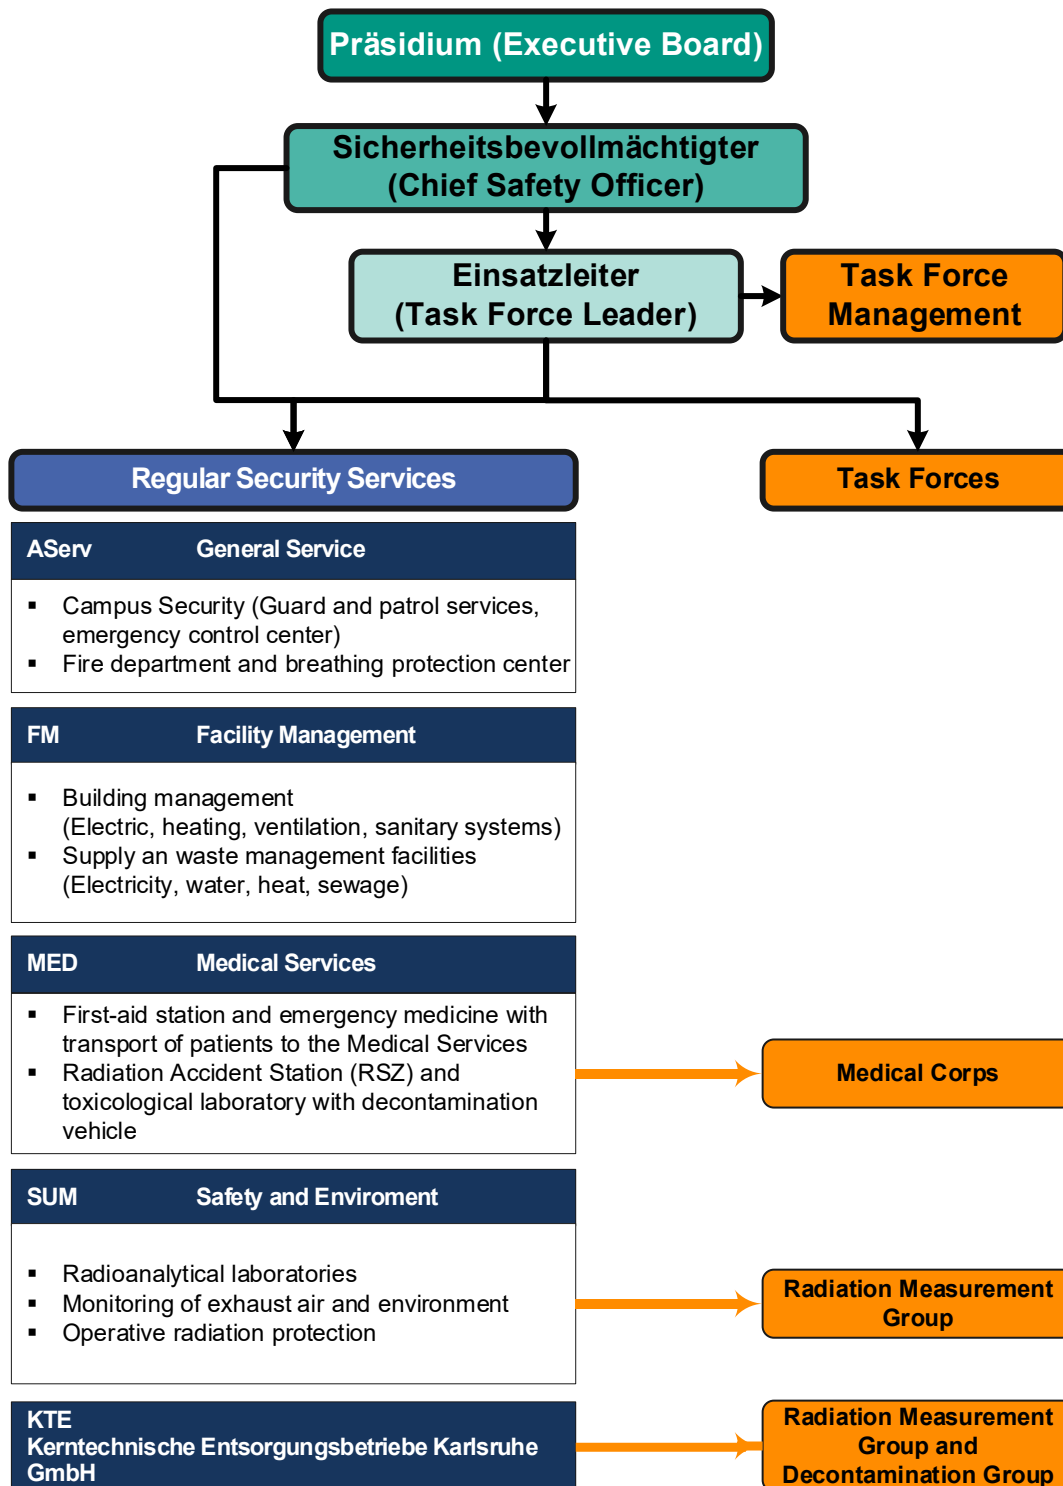 Präsidium (Executive Board)
Sicherheitsbevollmächtigter
(Chief Safety Officer)
Einsatzleiter
(Task Force Leader)
Task Force
Management
Regular Security Services
Task Forces
AServ General Service
▪ Campus Security (Guard and patrol services,
emergency control center)
▪ Fire department and breathing protection center
FM Facility Management
▪ Building management
(Electric, heating, ventilation, sanitary systems)
▪ Supply an waste management facilities
(Electricity, water, heat, sewage)
MED Medical Services
▪ First-aid station and emergency medicine with
transport of patients to the Medical Services
▪ Radiation Accident Station (RSZ) and
toxicological laboratory with decontamination
vehicle
Medical Corps
SUM Safety and Enviroment
▪ Radioanalytical laboratories
▪ Monitoring of exhaust air and environment
▪ Operative radiation protection
Radiation Measurement
Group
KTE
Kerntechnische Entsorgungsbetriebe Karlsruhe
GmbH
Radiation Measurement
Group and
Decontamination Group